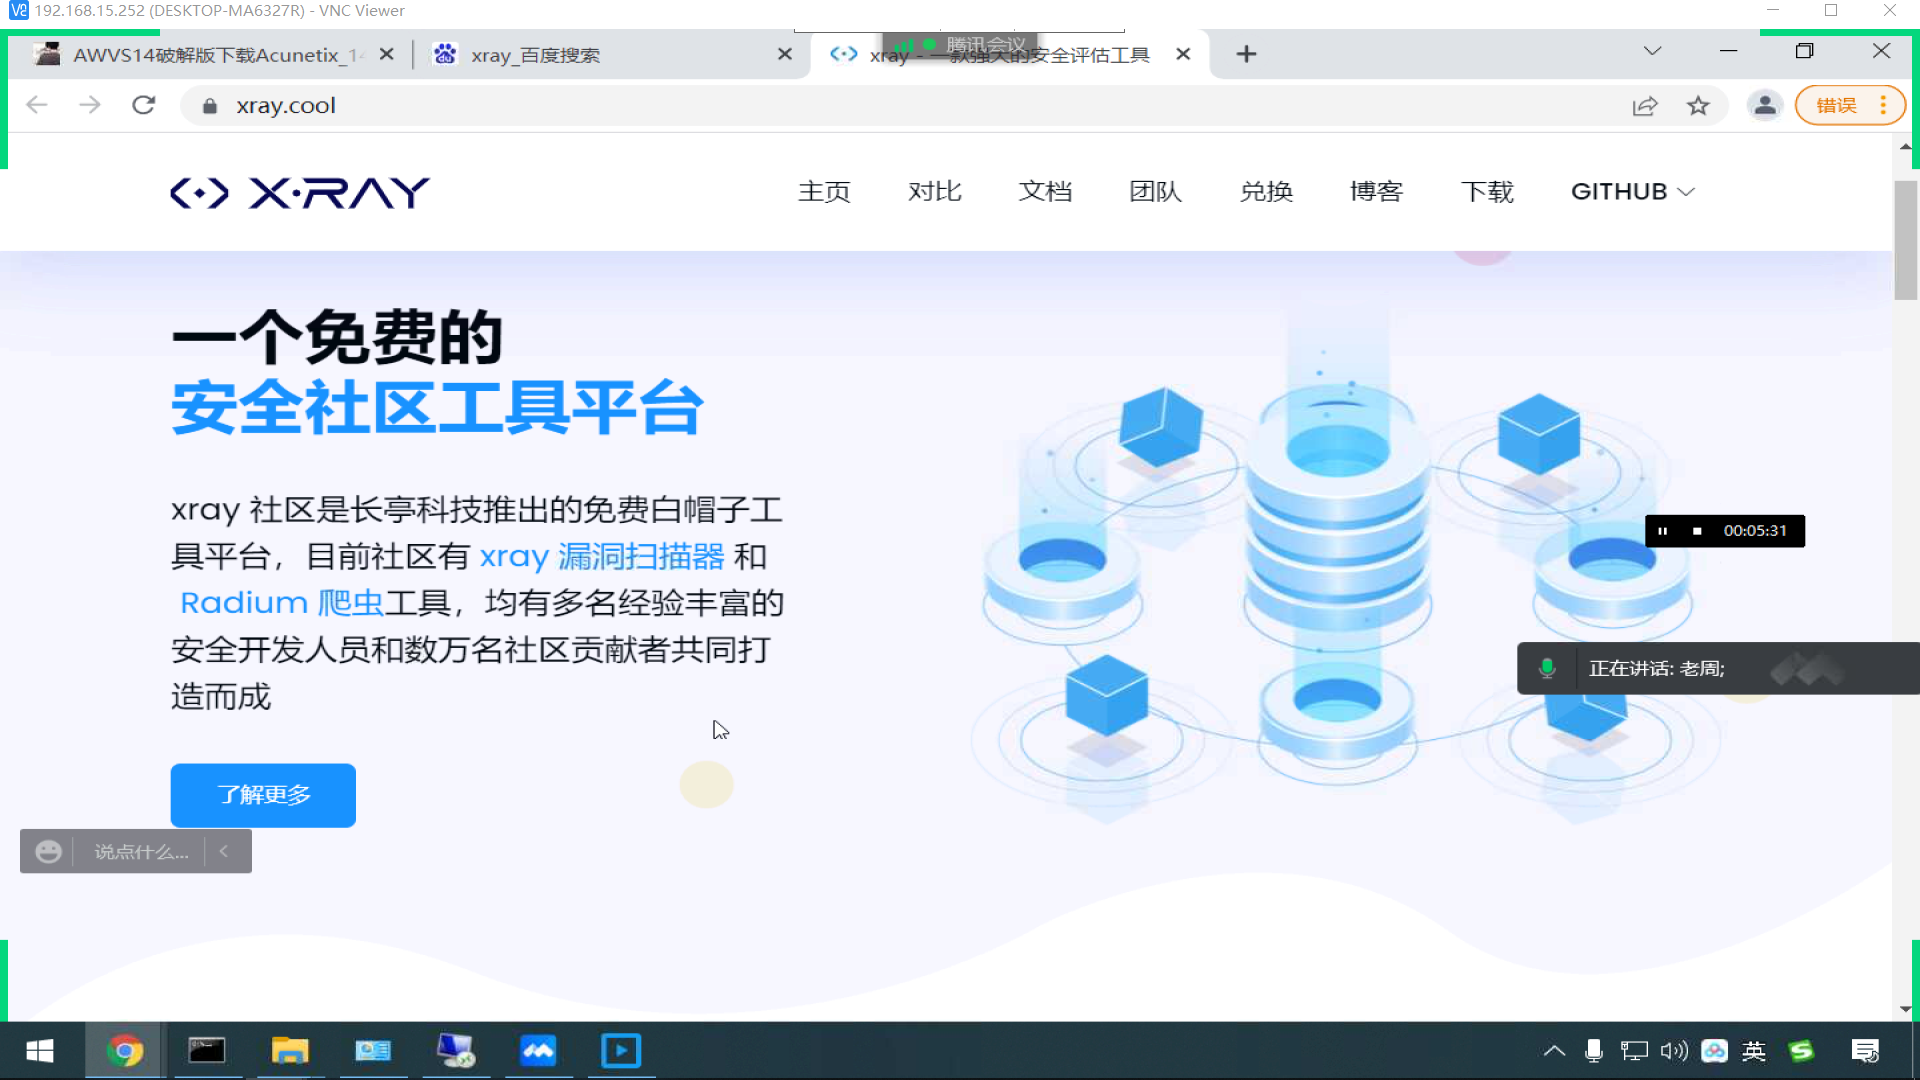 192.168.15.252 (DESKTOP-MA6327R) - VNC Viewer
AWVS14破解版下载Acunetix_14
xray_百度搜索
xray - 一款强大的安全评估工具
腾讯会议
xray.cool
错误
X·RAY
主页
对比
文档
团队
兑换
博客
下载
GITHUB
一个免费的
安全社区工具平台
xray 社区是长亭科技推出的免费白帽子工
具平台，目前社区有 xray 漏洞扫描器 和
Radium 爬虫工具，均有多名经验丰富的
安全开发人员和数万名社区贡献者共同打
造而成
00:05:31
正在讲话: 老周;
了解更多
说点什么...
英